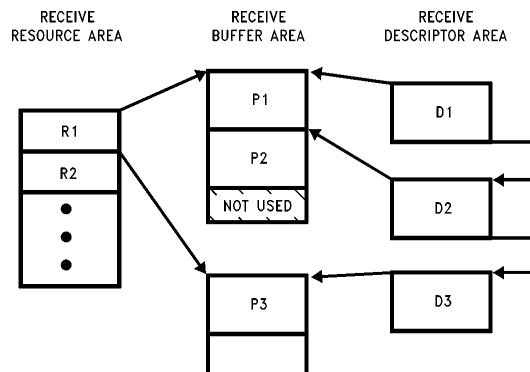 RECEIVE
RESOURCE AREA
RECEIVE
BUFFER AREA
RECEIVE
DESCRIPTOR AREA
R1
R2
P1
P2
NOT USED
P3
D1
D2
D3